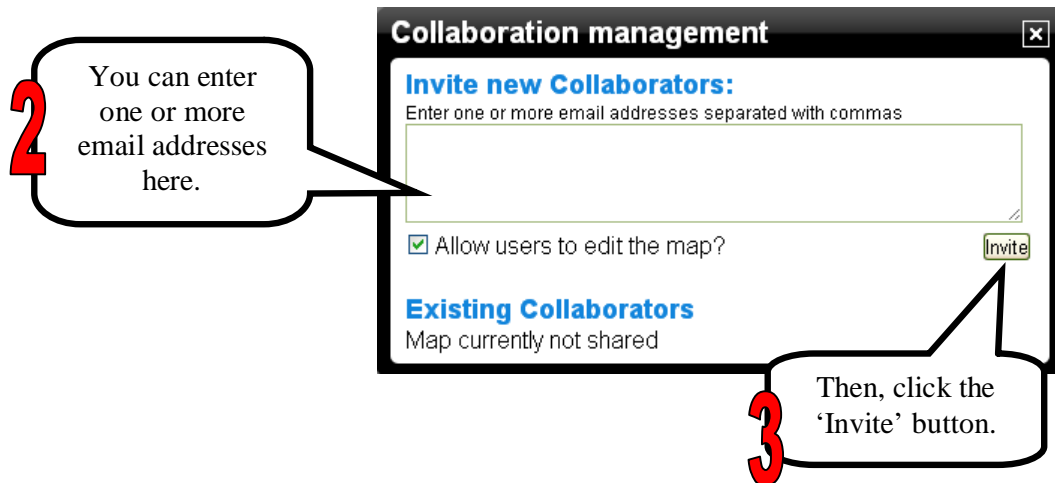 Collaboration management
Invite new Collaborators:
Enter one or more email addresses separated with commas
2
You can enter
one or more
email addresses
here.
Allow users to edit the map?
Invite
Existing Collaborators
Map currently not shared
3
Then, click the
‘Invite’ button.